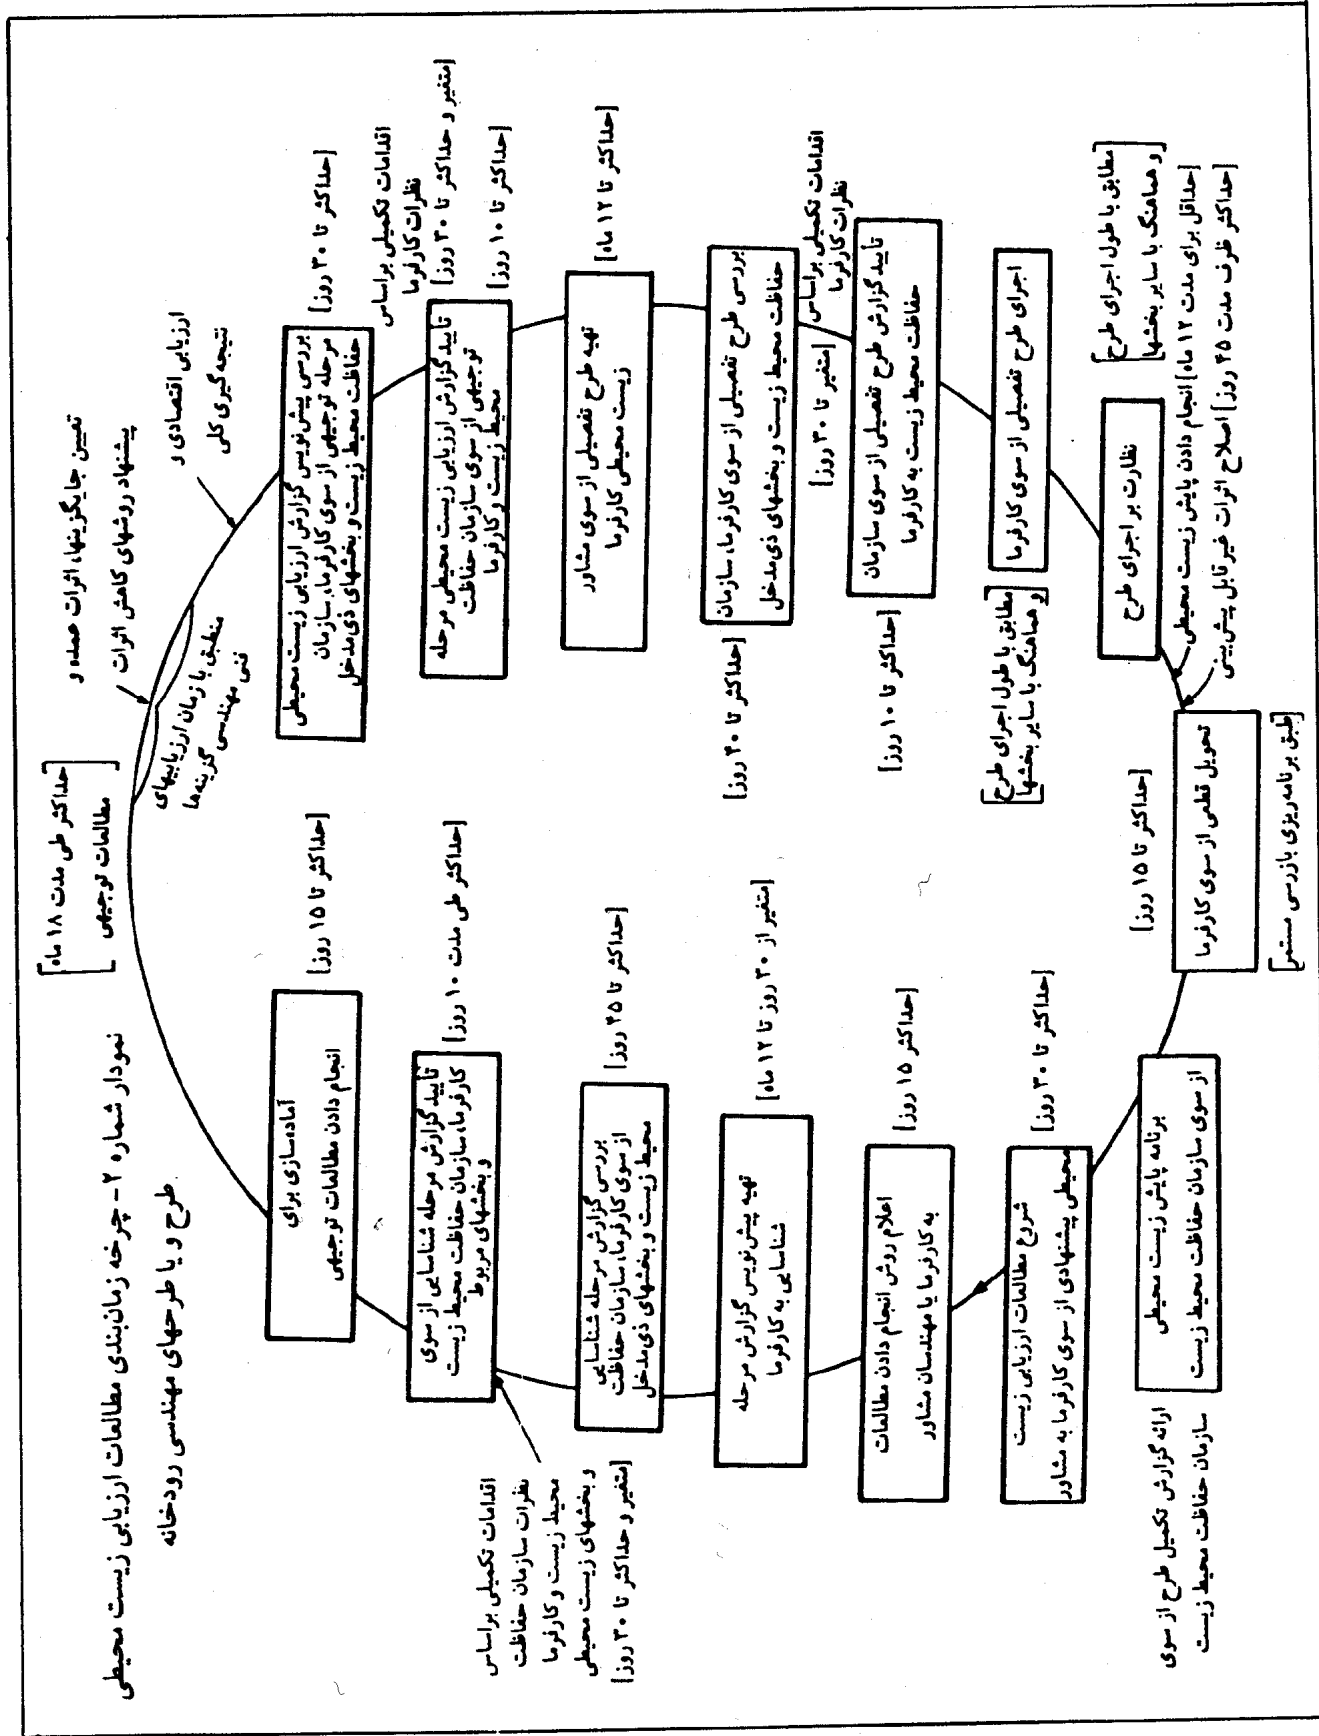 نمودار شماره ۲- چرخه زمان‌بندی مطالعات ارزیابی زیست محیطی
طرح و یا طرحهای مهندسی رودخانه
[حداکثر طی مدت ۱۸ ماه
مطالعات توجیهی]
تعیین جایگزینها، اثرات عمده و
پیشنهاد روشهای کاهش اثرات
منطبق با زمان ارزیابیهای
فنی مهندسی گزینه‌ها
ارزیابی اقتصادی و
نتیجه گیری کلی
بررسی پیش‌نویس گزارش ارزیابی زیست محیطی
مرحله توجیهی از سوی کارفرما، سازمان
حفاظت محیط زیست و بخشهای ذی‌مدخل
[حداکثر تا ۳۰ روز]
اقدامات تکمیلی براساس
نظرات کارفرما
[متغیر و حداکثر تا ۳۰ روز]
تأیید گزارش ارزیابی زیست محیطی مرحله
توجیهی از سوی سازمان حفاظت
محیط زیست و کارفرما
[حداکثر تا ۱۰ روز]
تهیه طرح تفصیلی از سوی مشاور
زیست محیطی کارفرما
[حداکثر تا ۱۲ ماه]
بررسی طرح تفصیلی از سوی کارفرما، سازمان
حفاظت محیط زیست و بخشهای ذی‌مدخل
[حداکثر تا ۳۰ روز]
اقدامات تکمیلی براساس
نظرات کارفرما
[متغیر تا ۳۰ روز]
تأیید گزارش طرح تفصیلی از سوی سازمان
حفاظت محیط زیست به کارفرما
[حداکثر تا ۱۰ روز]
اجرای طرح تفصیلی از سوی کارفرما
[مطابق با طول اجرای طرح
و هماهنگ با سایر بخشها]
نظارت بر اجرای طرح
[مطابق با طول اجرای طرح
و هماهنگ با سایر بخشها]
[حداقل برای مدت ۱۲ ماه] انجام دادن پایش زیست محیطی
[حداکثر ظرف مدت ۴۵ روز] اصلاح اثرات غیر قابل پیش‌بینی
تحویل قطعی از سوی کارفرما
[حداکثر تا ۱۵ روز]
[طبق برنامه‌ریزی بازرسی مستمر]
برنامه پایش زیست محیطی
از سوی سازمان حفاظت محیط زیست
ارائه گزارش تکمیل طرح از سوی
سازمان حفاظت محیط زیست
شروع مطالعات ارزیابی زیست
محیطی پیشنهادی از سوی کارفرما به مشاور
[حداکثر تا ۳۰ روز]
اعلام روش انجام دادن مطالعات
به کارفرما یا مهندسان مشاور
[حداکثر ۱۵ روز]
تهیه پیش‌نویس گزارش مرحله
شناسایی به کارفرما
[متغیر از ۳۰ روز تا ۱۲ ماه]
بررسی گزارش مرحله شناسایی
از سوی کارفرما، سازمان حفاظت
محیط زیست و بخشهای ذی‌مدخل
[حداکثر تا ۴۵ روز]
اقدامات تکمیلی براساس
نظرات سازمان حفاظت
محیط زیست و کارفرما
و بخشهای زیست محیطی
[متغیر و حداکثر تا ۳۰ روز]
تأیید گزارش مرحله شناسایی از سوی
کارفرما، سازمان حفاظت محیط زیست
و بخشهای مربوط
[حداکثر طی مدت ۱۰ روز]
آماده‌سازی برای
انجام دادن مطالعات توجیهی
[حداکثر تا ۱۵ روز]